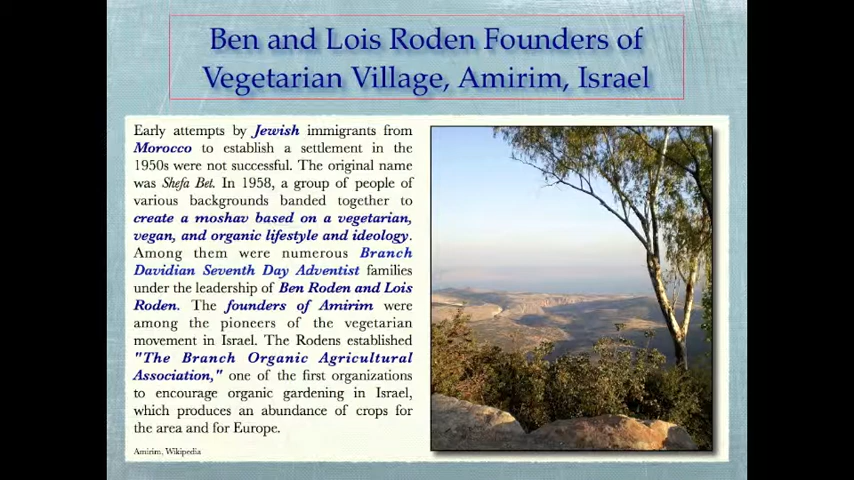 Ben and Lois Roden Founders of
Vegetarian Village, Amirim, Israel
Early attempts by Jewish immigrants from
Morocco to establish a settlement in the
1950s were not successful. The original name
was Shefa Bet. In 1958, a group of people of
various backgrounds banded together to
create a moshav based on a vegetarian,
vegan, and organic lifestyle and ideology.
Among them were numerous Branch
Davidian Seventh Day Adventist families
under the leadership of Ben Roden and Lois
Roden. The founders of Amirim were
among the pioneers of the vegetarian
movement in Israel. The Rodens established
"The Branch Organic Agricultural
Association," one of the first organizations
to encourage organic gardening in Israel,
which produces an abundance of crops for
the area and for Europe.
Amirim, Wikipedia